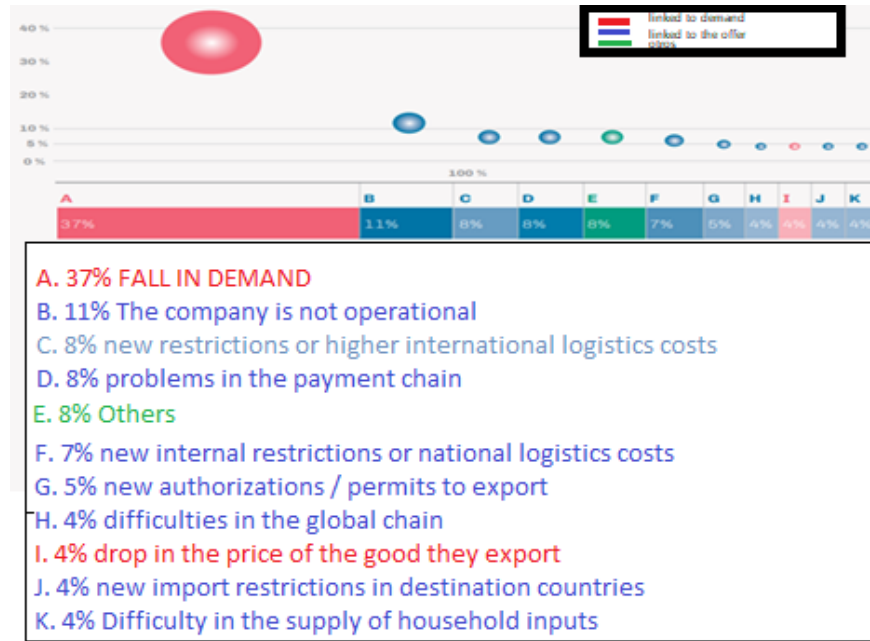 linked to demand
linked to the offer
otros
40 %
30 %
20 %
10 %
5 %
0 %
100 %
A B C D E F G H I J K
37% 11% 8% 8% 8% 7% 5% 4% 4% 4% 4%
A. 37% FALL IN DEMAND
B. 11% The company is not operational
C. 8% new restrictions or higher international logistics costs
D. 8% problems in the payment chain
E. 8% Others
F. 7% new internal restrictions or national logistics costs
G. 5% new authorizations / permits to export
H. 4% difficulties in the global chain
I. 4% drop in the price of the good they export
J. 4% new import restrictions in destination countries
K. 4% Difficulty in the supply of household inputs